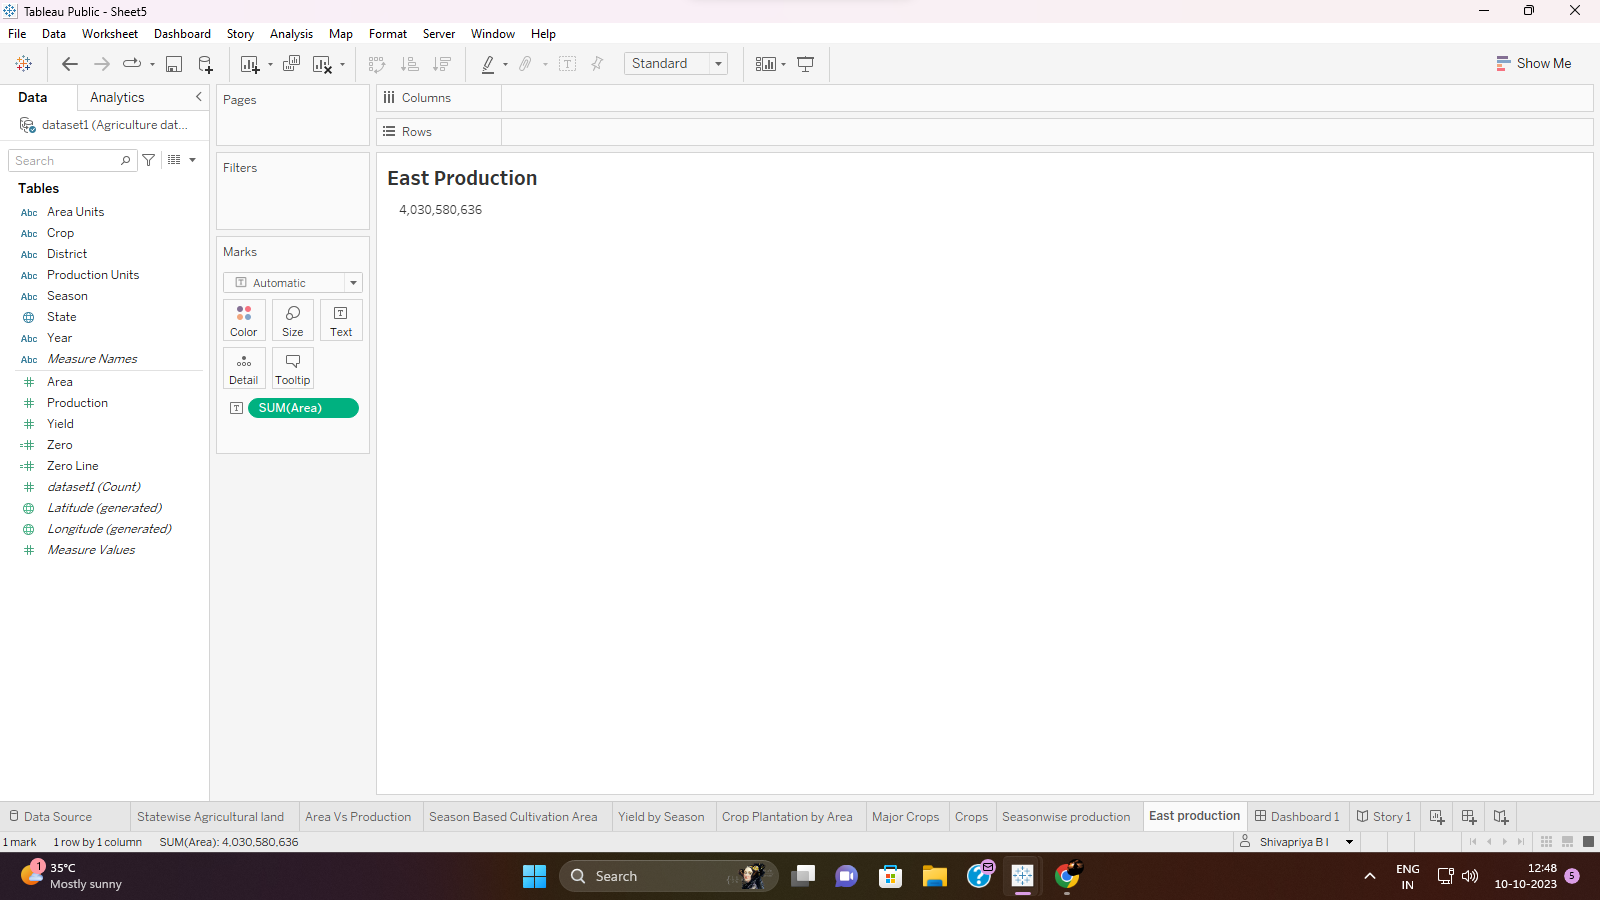 Tableau Public - Sheet5
File Data Worksheet Dashboard Story Analysis Map Format Server Window Help
Standard
Show Me
Data Analytics
dataset1 (Agriculture dat...
Search
Tables
Abc Area Units
Abc Crop
Abc District
Abc Production Units
Abc Season
State
Abc Year
Abc Measure Names
# Area
# Production
# Yield
=# Zero
=# Zero Line
# dataset1 (Count)
Latitude (generated)
Longitude (generated)
# Measure Values
Pages
Filters
Marks
T Automatic
Color Size T Text
Detail Tooltip
T SUM(Area)
Columns
Rows
East Production
4,030,580,636
Data Source Statewise Agricultural land Area Vs Production Season Based Cultivation Area Yield by Season Crop Plantation by Area Major Crops Crops Seasonwise production East production Dashboard 1 Story 1
1 mark 1 row by 1 column SUM(Area): 4,030,580,636 Shivapriya B I
1 35°C
Mostly sunny
Search
ENG
IN
12:48
10-10-2023 5